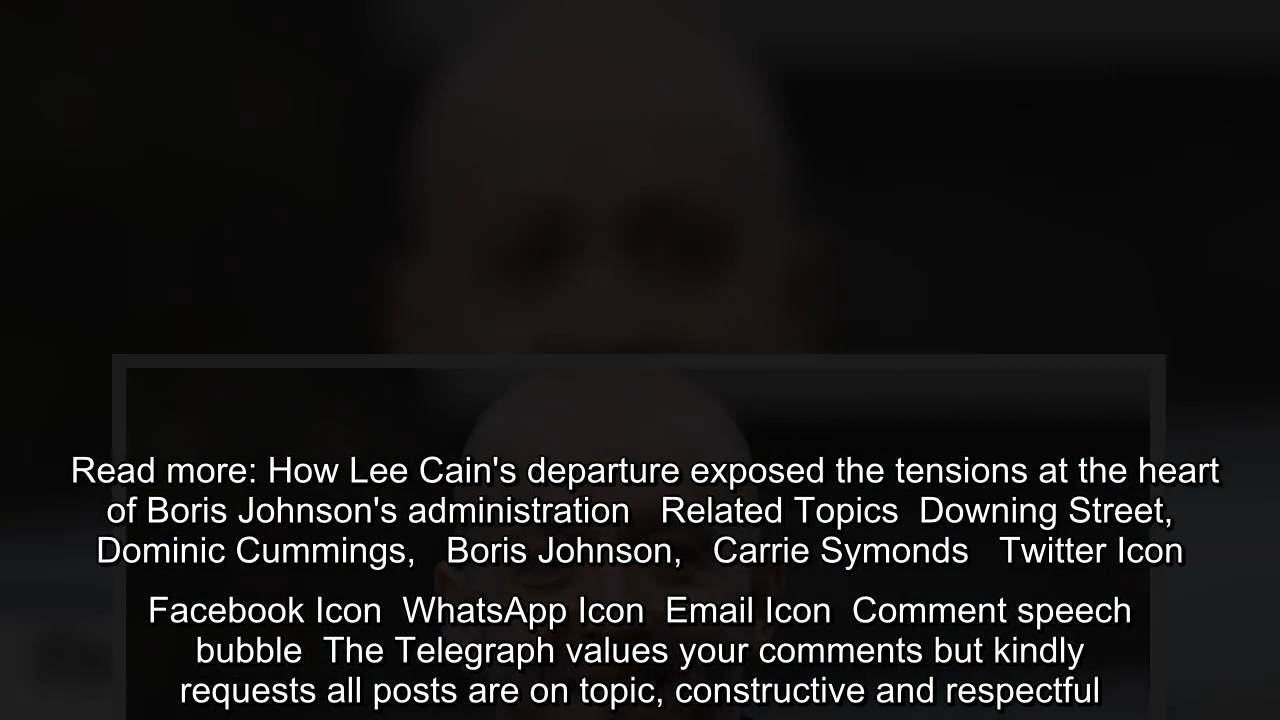 Read more: How Lee Cain's departure exposed the tensions at the heart
of Boris Johnson's administration Related Topics Downing Street,
Dominic Cummings, Boris Johnson, Carrie Symonds Twitter Icon
Facebook Icon WhatsApp Icon Email Icon Comment speech
bubble The Telegraph values your comments but kindly
requests all posts are on topic, constructive and respectful